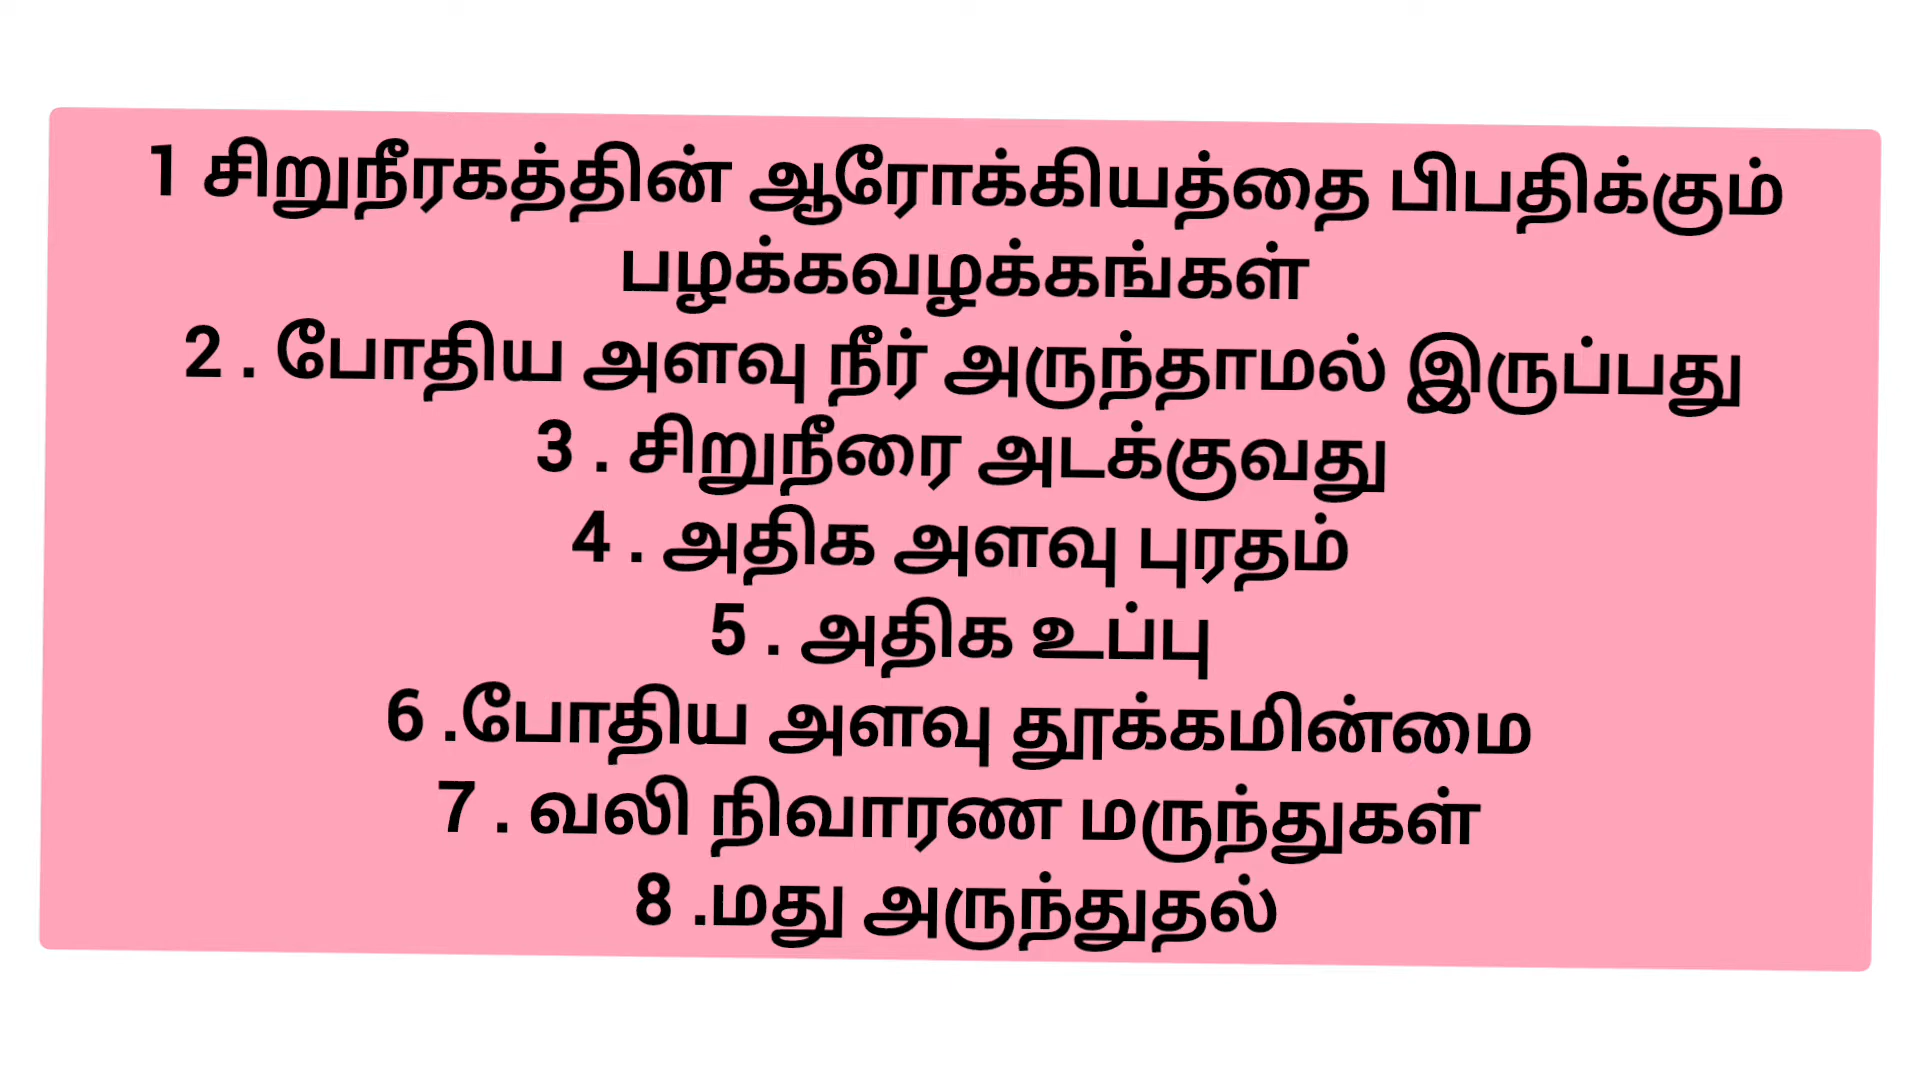 1 சிறுநீரகத்தின் ஆரோக்கியத்தை பிபதிக்கும்
பழக்கவழக்கங்கள்
2 . போதிய அளவு நீர் அருந்தாமல் இருப்பது
3 . சிறுநீரை அடக்குவது
4 . அதிக அளவு புரதம்
5 . அதிக உப்பு
6 .போதிய அளவு தூக்கமின்மை
7 . வலி நிவாரண மருந்துகள்
8 .மது அருந்துதல்